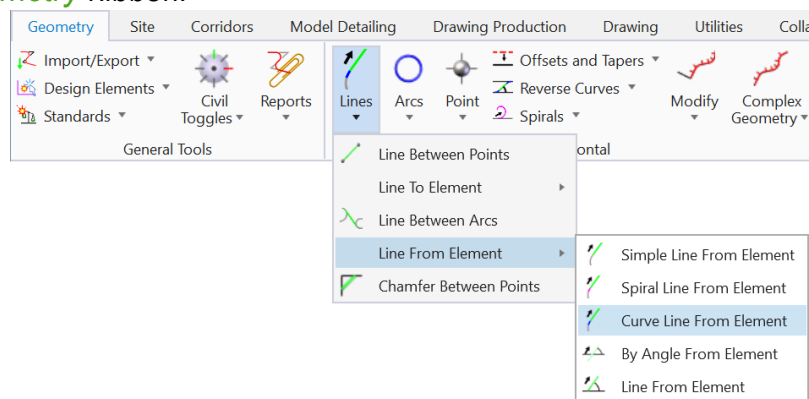 Geometry Site Corridors Model Detailing Drawing Production Drawing Utilities
Import/Export
Design Elements
Standards
Civil Toggles
Reports
General Tools
Lines
Arcs
Point
Offsets and Tapers
Reverse Curves
Spirals
Modify
Complex Geometry
Line Between Points
Line To Element
Line Between Arcs
Line From Element
Chamfer Between Points
Simple Line From Element
Spiral Line From Element
Curve Line From Element
By Angle From Element
Line From Element